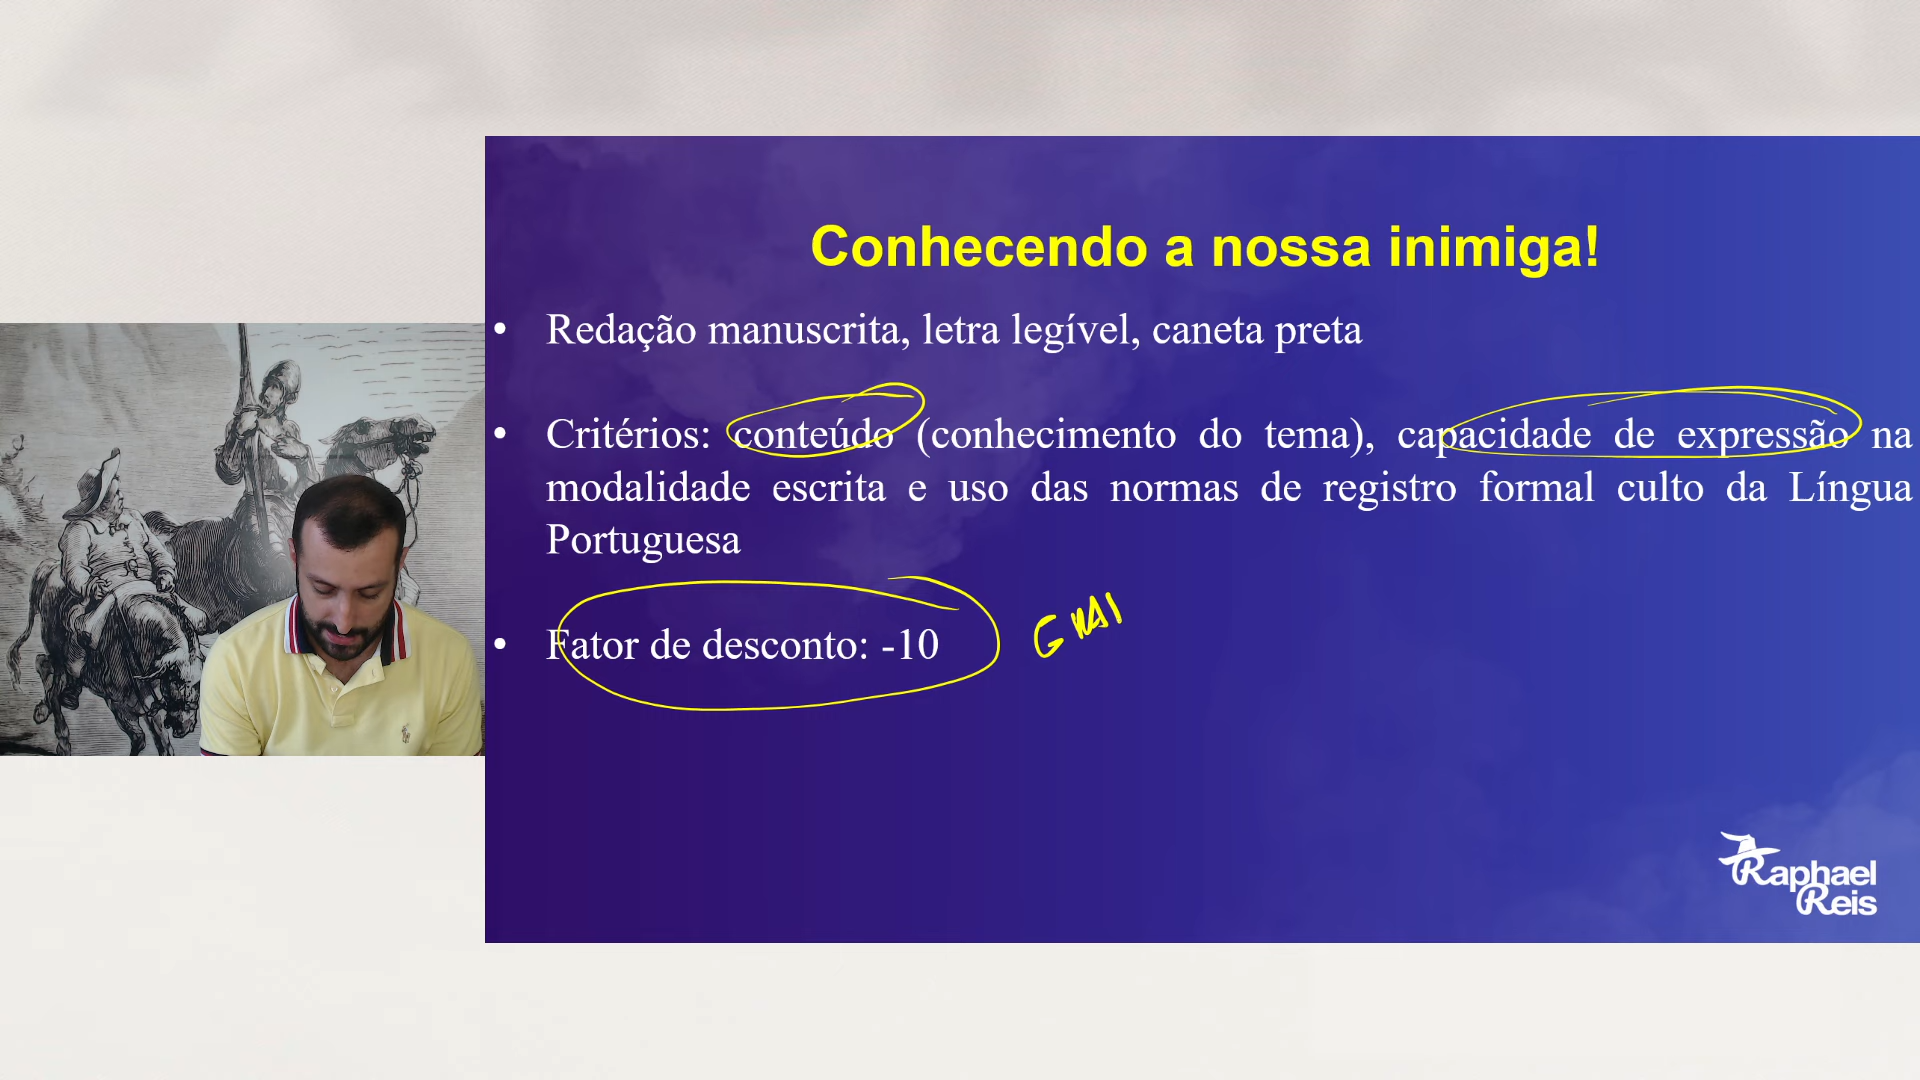 Conhecendo a nossa inimiga!
• Redação manuscrita, letra legível, caneta preta
• Critérios: conteúdo (conhecimento do tema), capacidade de expressão na
modalidade escrita e uso das normas de registro formal culto da Língua
Portuguesa
• Fator de desconto: -10
Raphael
Reis